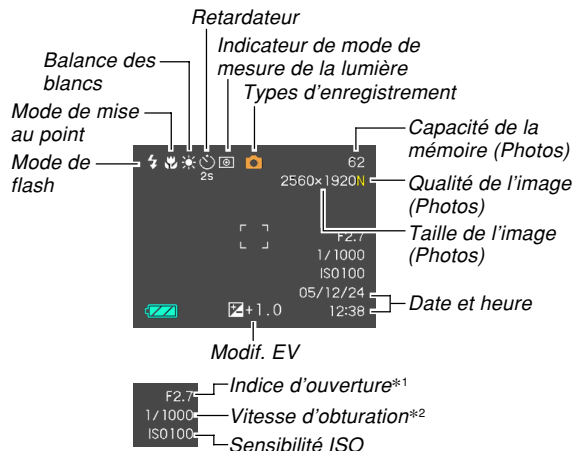 Retardateur
Indicateur de mode de
mesure de la lumière
Balance des
blancs
Types d'enregistrement
Mode de mise
au point
Mode de
flash
Capacité de la
mémoire (Photos)
Qualité de l'image
(Photos)
Taille de l'image
(Photos)
Date et heure
2s
62
2560×1920N
F2.7
1/1000
ISO100
05/12/24
12:38
+1.0
Modif. EV
F2.7
1/1000
ISO100
Indice d'ouverture*1
Vitesse d'obturation*2
Sensibilité ISO